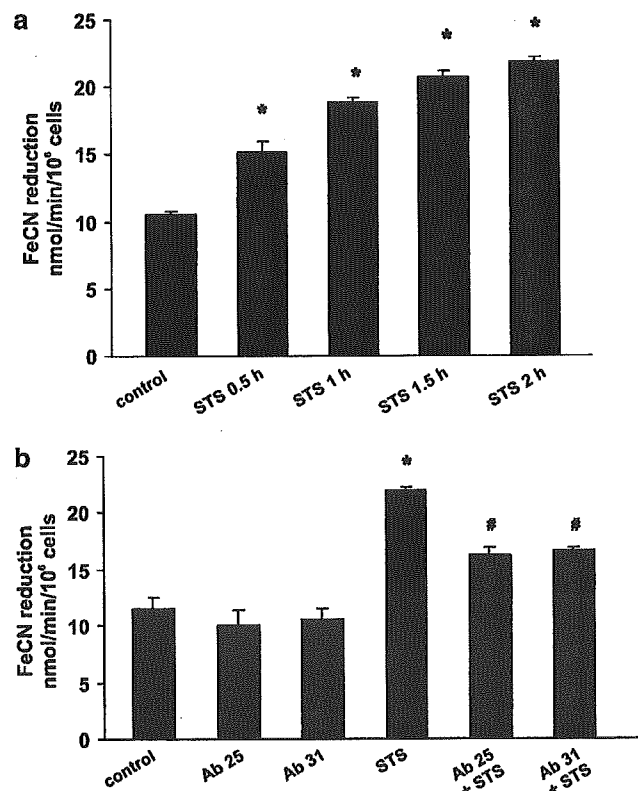 a
FeCN reduction
nmol/min/10⁶ cells
25
20
15
10
5
0
*
*
*
*
control
STS 0.5 h
STS 1 h
STS 1.5 h
STS 2 h
b
FeCN reduction
nmol/min/10⁶ cells
25
20
15
10
5
0
*
#
#
control
Ab 25
Ab 31
STS
Ab 25
+ STS
Ab 31
+ STS